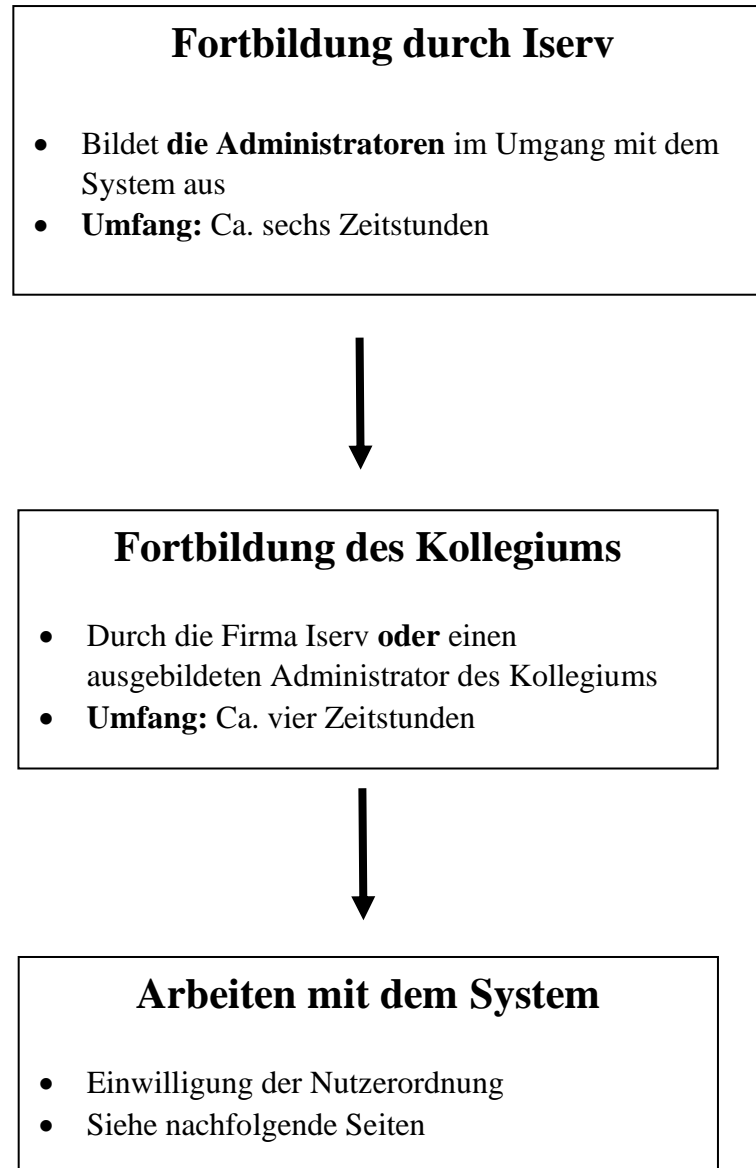 Fortbildung durch Iserv
• Bildet die Administratoren im Umgang mit dem
System aus
• Umfang: Ca. sechs Zeitstunden
Fortbildung des Kollegiums
• Durch die Firma Iserv oder einen
ausgebildeten Administrator des Kollegiums
• Umfang: Ca. vier Zeitstunden
Arbeiten mit dem System
• Einwilligung der Nutzerordnung
• Siehe nachfolgende Seiten